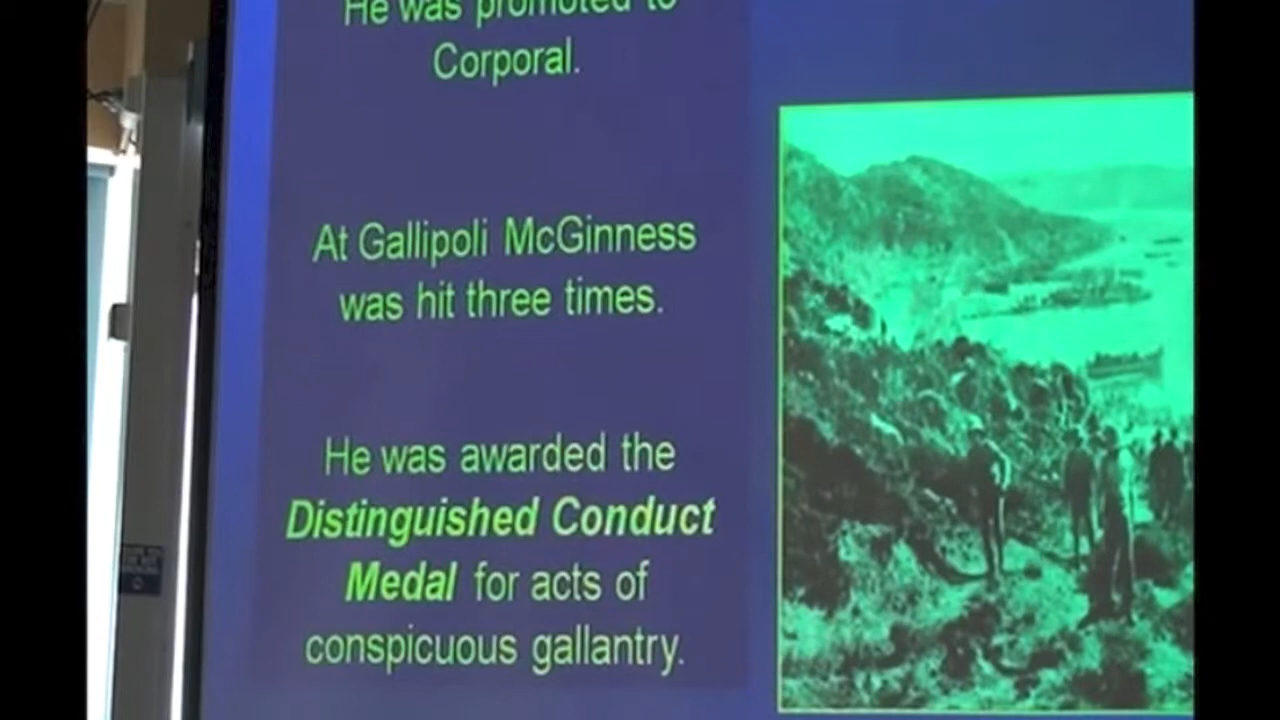 He was promoted to
Corporal.
At Gallipoli McGinness
was hit three times.
He was awarded the
Distinguished Conduct
Medal for acts of
conspicuous gallantry.